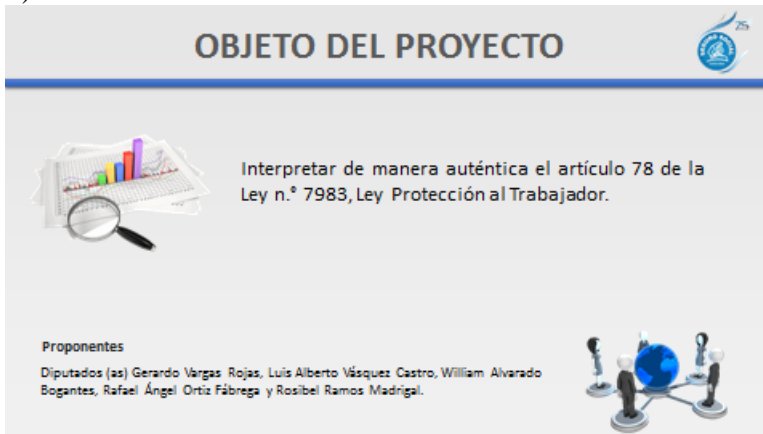 OBJETO DEL PROYECTO
75
Interpretar de manera auténtica el artículo 78 de la
Ley n.º 7983, Ley Protección al Trabajador.
Proponentes
Diputados (as) Gerardo Vargas Rojas, Luis Alberto Vásquez Castro, William Alvarado
Bogantes, Rafael Ángel Ortiz Fábrega y Rosibel Ramos Madrigal.